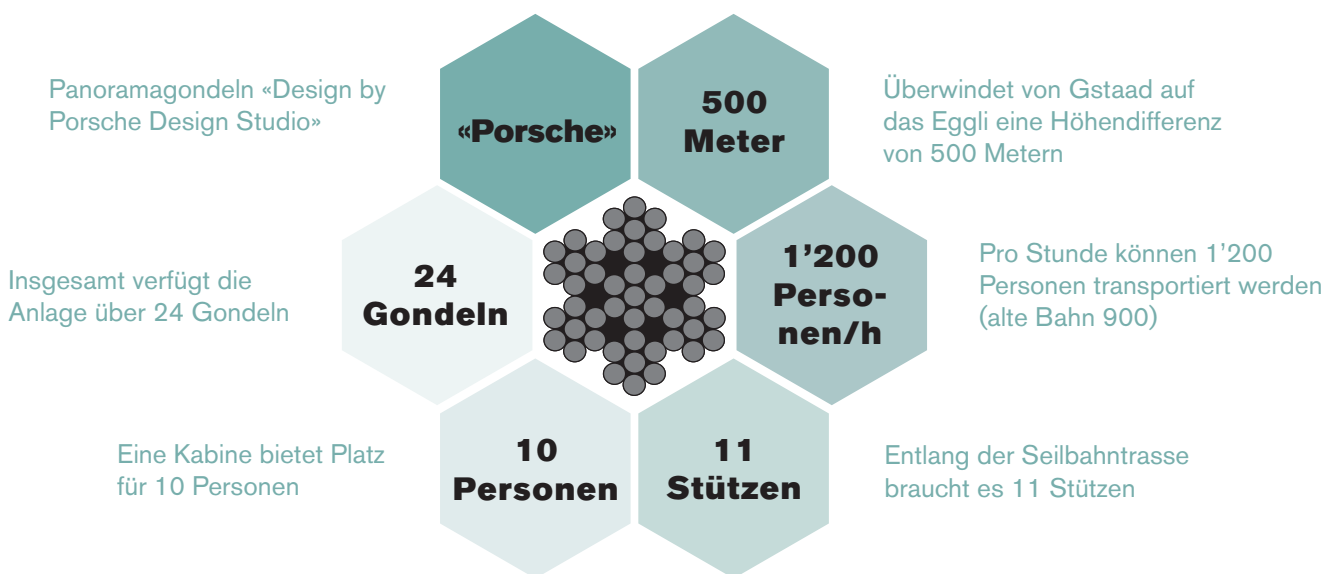 Panoramagondeln «Design by
Porsche Design Studio»
«Porsche»
500
Meter
Überwindet von Gstaad auf
das Eggli eine Höhendifferenz
von 500 Metern
Insgesamt verfügt die
Anlage über 24 Gondeln
24
Gondeln
1’200
Perso-
nen/h
Pro Stunde können 1’200
Personen transportiert werden
(alte Bahn 900)
Eine Kabine bietet Platz
für 10 Personen
10
Personen
11
Stützen
Entlang der Seilbahntrasse
braucht es 11 Stützen